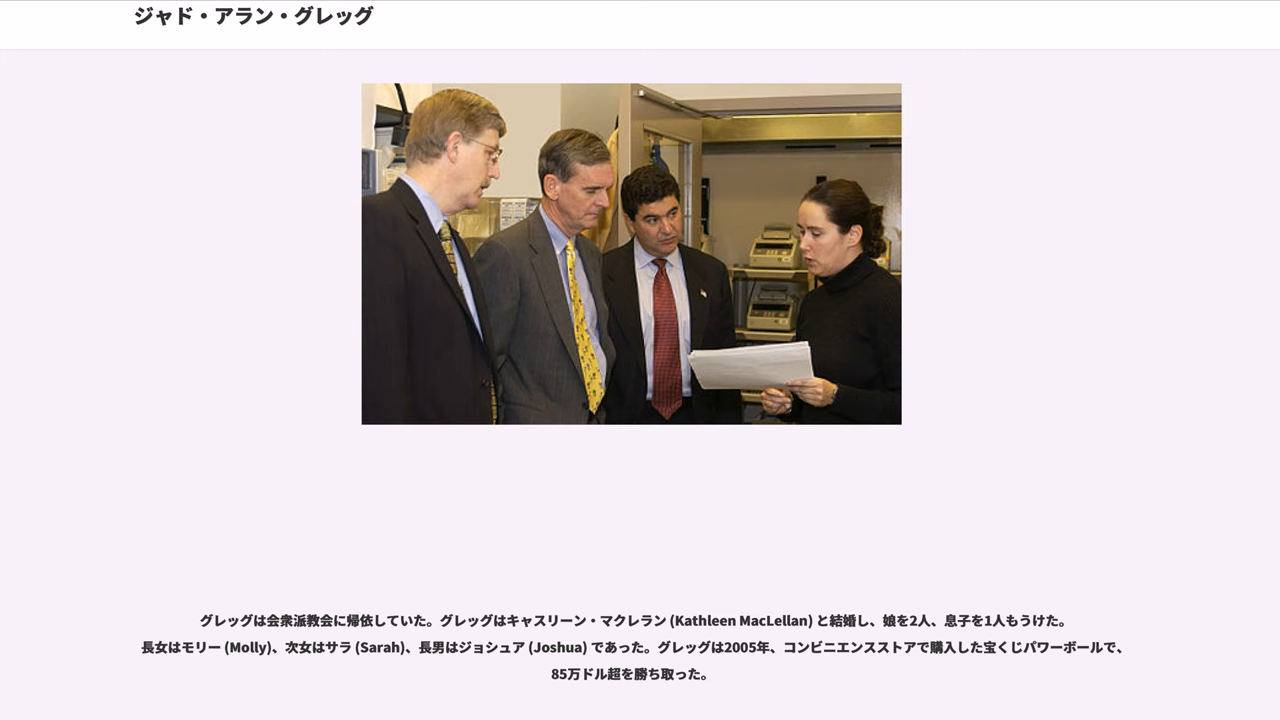 ジャド・アラン・グレッグ
グレッグは会衆派教会に帰依していた。グレッグはキャスリーン・マクレラン (Kathleen MacLellan) と結婚し、娘を2人、息子を1人もうけた。
長女はモリー (Molly)、次女はサラ (Sarah)、長男はジョシュア (Joshua) であった。グレッグは2005年、コンビニエンスストアで購入した宝くじパワーボールで、
85万ドル超を勝ち取った。